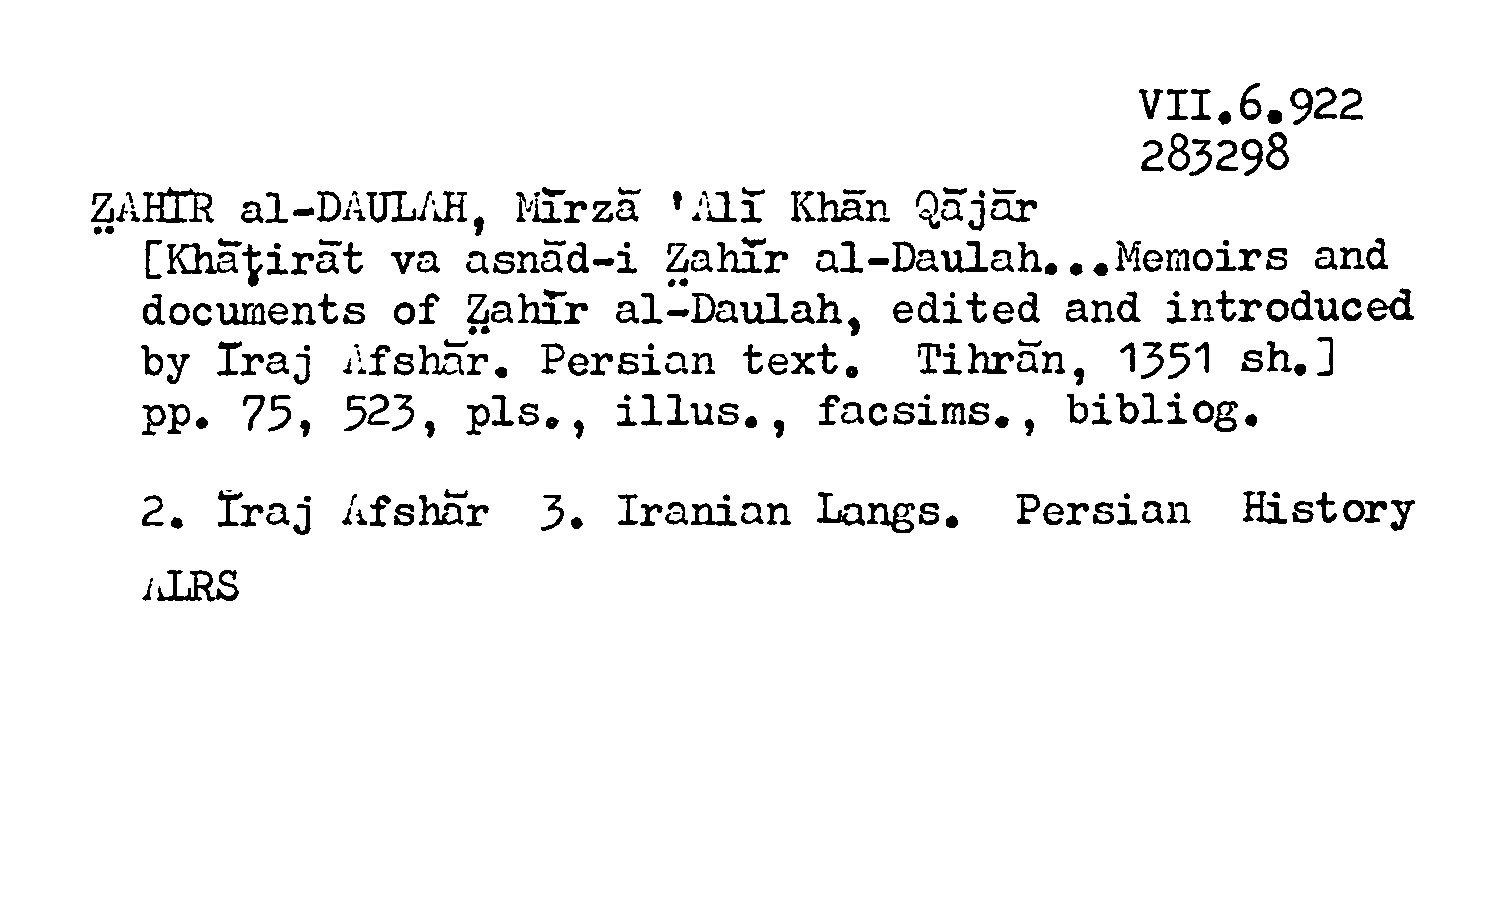 VII.6.922
283298
Z̤AHĪR al-DAULAH, Mīrzā 'Alī Khān Qājār
[Khāṭirāt va asnād-i Z̤ahīr al-Daulah...Memoirs and
documents of Z̤ahīr al-Daulah, edited and introduced
by Īraj Afshār. Persian text. Tihrān, 1351 sh.]
pp. 75, 523, pls., illus., facsims., bibliog.
2. Īraj Afshār 3. Iranian Langs. Persian History
ALRS